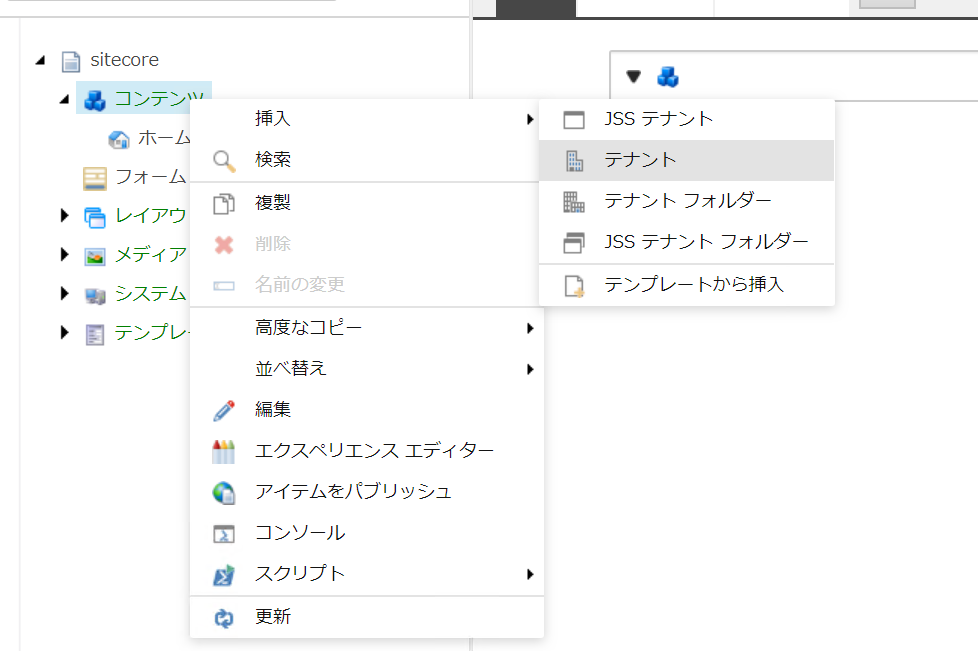 sitecore
コンテンツ
ホーム
フォーム
レイアウ
メディア
システム
テンプレ
挿入
検索
複製
削除
名前の変更
高度なコピー
並べ替え
編集
エクスペリエンス エディター
アイテムをパブリッシュ
コンソール
スクリプト
更新
JSS テナント
テナント
テナント フォルダー
JSS テナント フォルダー
テンプレートから挿入